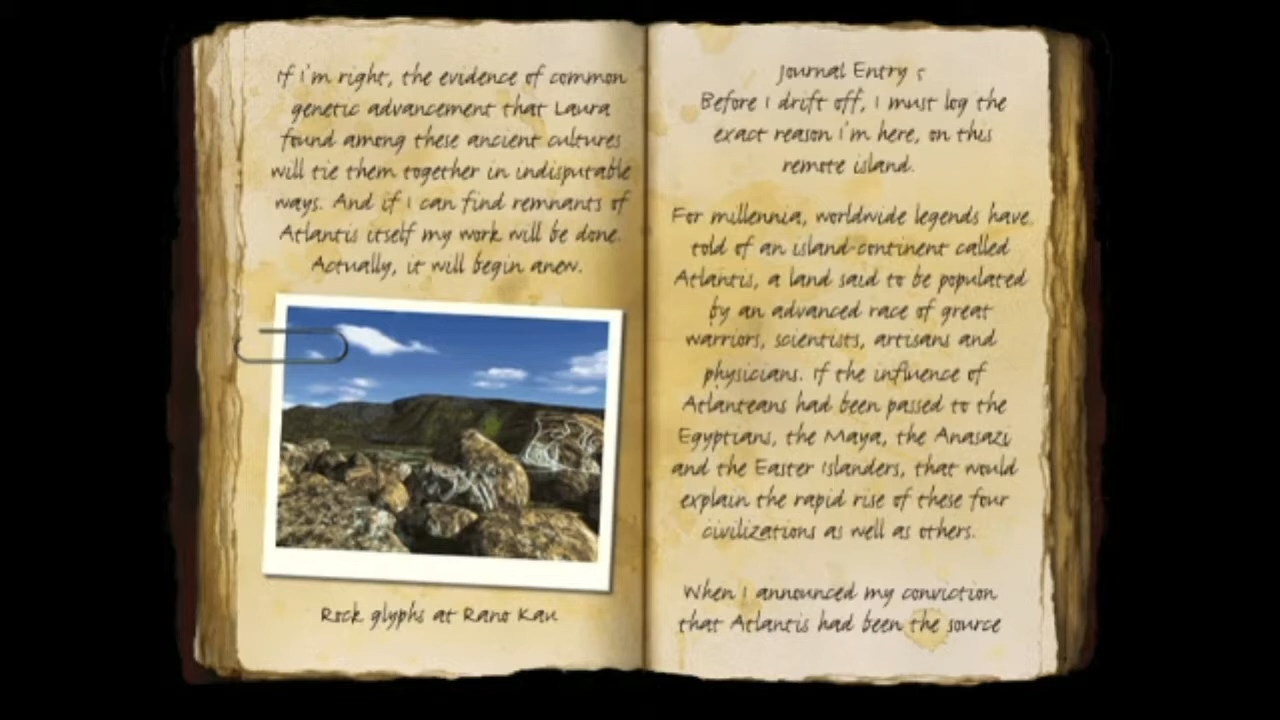 If I'm right, the evidence of common
genetic advancement that Laura
found among these ancient cultures
will tie them together in indisputable
ways. And if I can find remnants of
Atlantis itself my work will be done.
Actually, it will begin anew.
Rock glyphs at Rano Kau
Journal Entry 5
Before I drift off, I must log the
exact reason I'm here, on this
remote island.
For millennia, worldwide legends have
told of an island-continent called
Atlantis, a land said to be populated
by an advanced race of great
warriors, scientists, artisans and
physicians. If the influence of
Atlanteans had been passed to the
Egyptians, the Maya, the Anasazi
and the Easter Islanders, that would
explain the rapid rise of these four
civilizations as well as others.
When I announced my conviction
that Atlantis had been the source